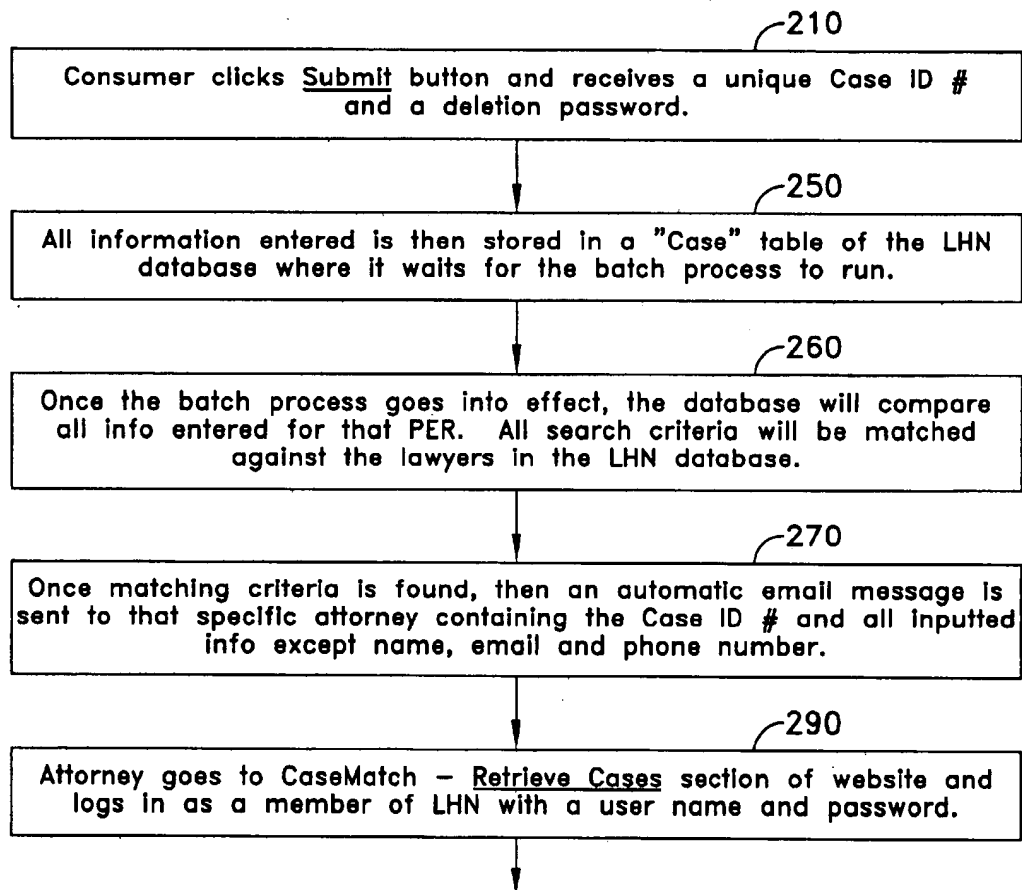 210
Consumer clicks Submit button and receives a unique Case ID #
and a deletion password.
250
All information entered is then stored in a "Case" table of the LHN
database where it waits for the batch process to run.
260
Once the batch process goes into effect, the database will compare
all info entered for that PER. All search criteria will be matched
against the lawyers in the LHN database.
270
Once matching criteria is found, then an automatic email message is
sent to that specific attorney containing the Case ID # and all inputted
info except name, email and phone number.
290
Attorney goes to CaseMatch – Retrieve Cases section of website and
logs in as a member of LHN with a user name and password.